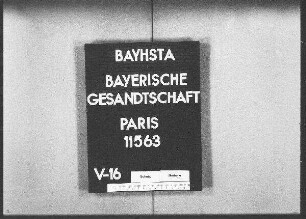 BAYHSTA
BAYERISCHE
GESANDTSCHAFT
PARIS
11563
V-16